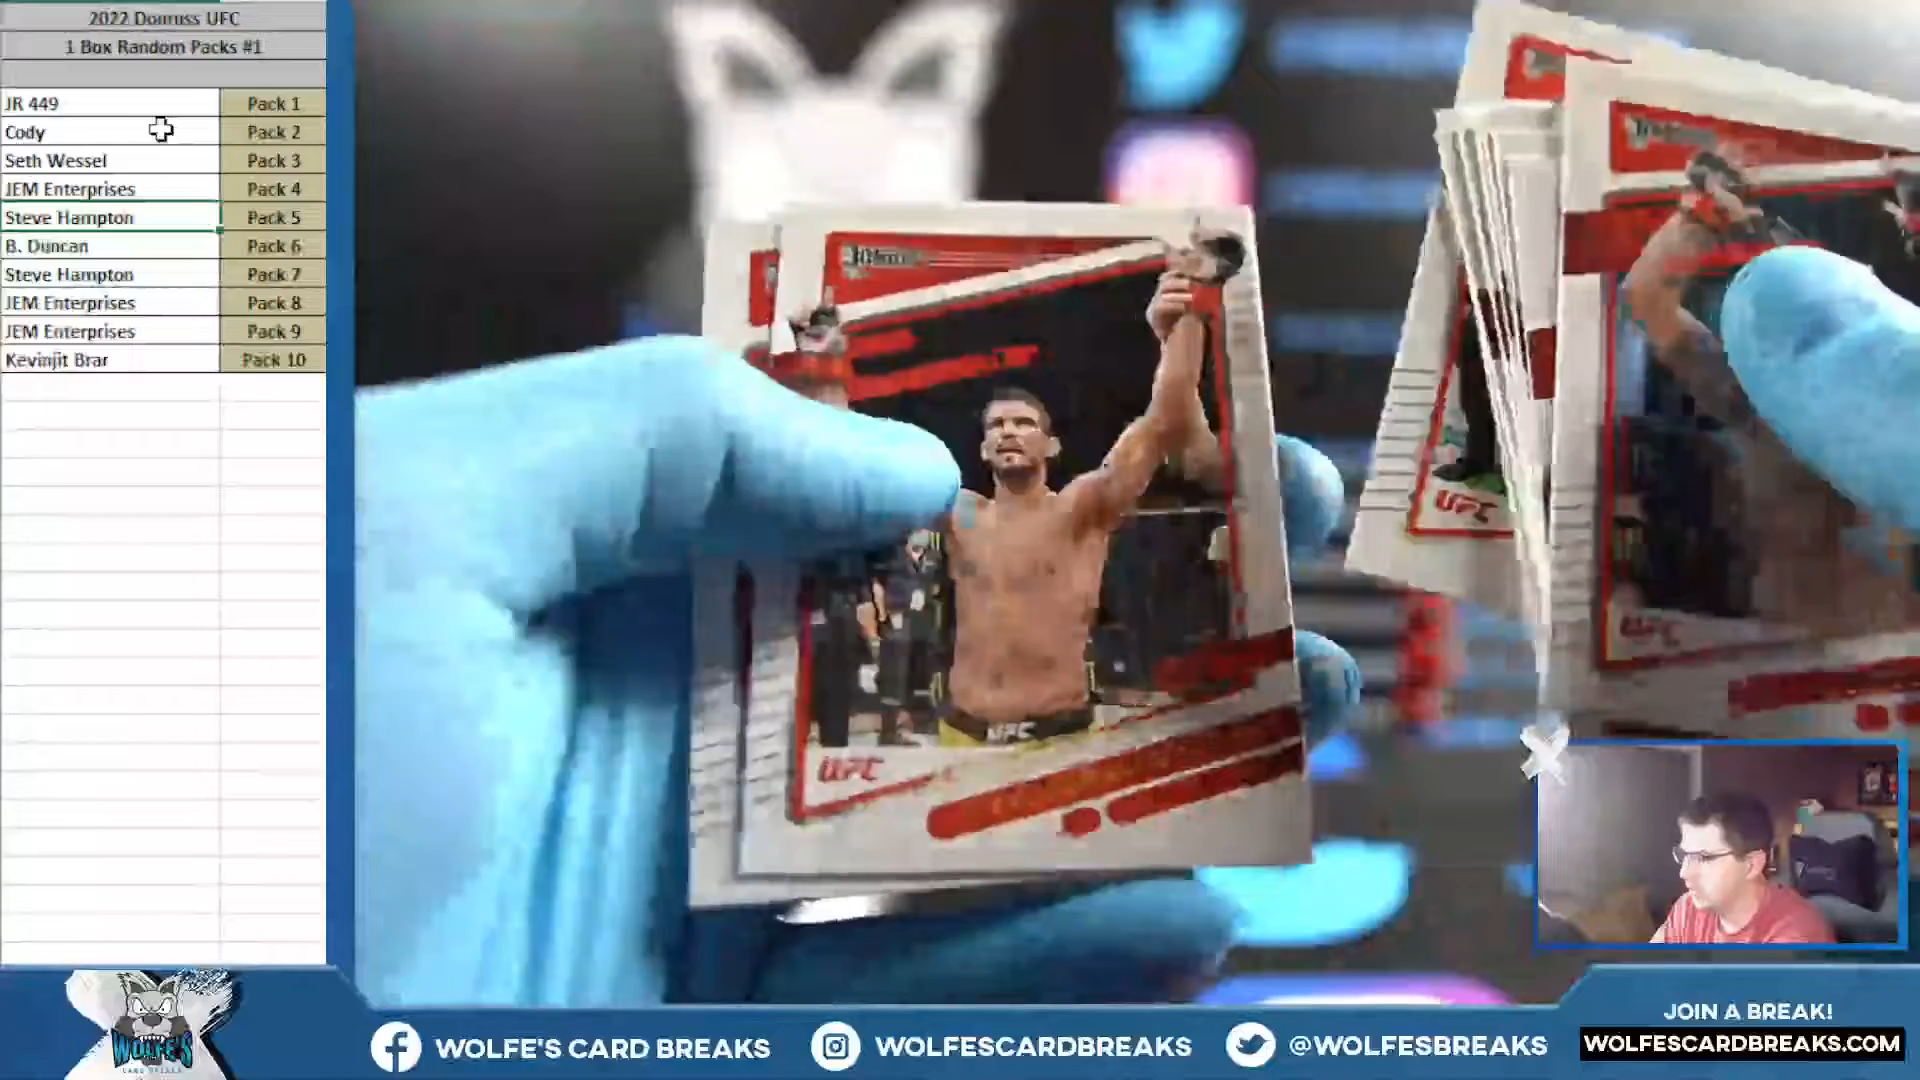 2022 Donruss UFC
1 Box Random Packs #1
JR 449 Pack 1
Cody Pack 2
Seth Wessel Pack 3
JEM Enterprises Pack 4
Steve Hampton Pack 5
B. Duncan Pack 6
Steve Hampton Pack 7
JEM Enterprises Pack 8
JEM Enterprises Pack 9
Kevinjit Brar Pack 10
Donruss
UFC
UFC
UFC
UFC
WOLFE'S
CARD BREAKS
WOLFE'S CARD BREAKS
WOLFESCARDBREAKS
@WOLFESBREAKS
JOIN A BREAK!
WOLFESCARDBREAKS.COM